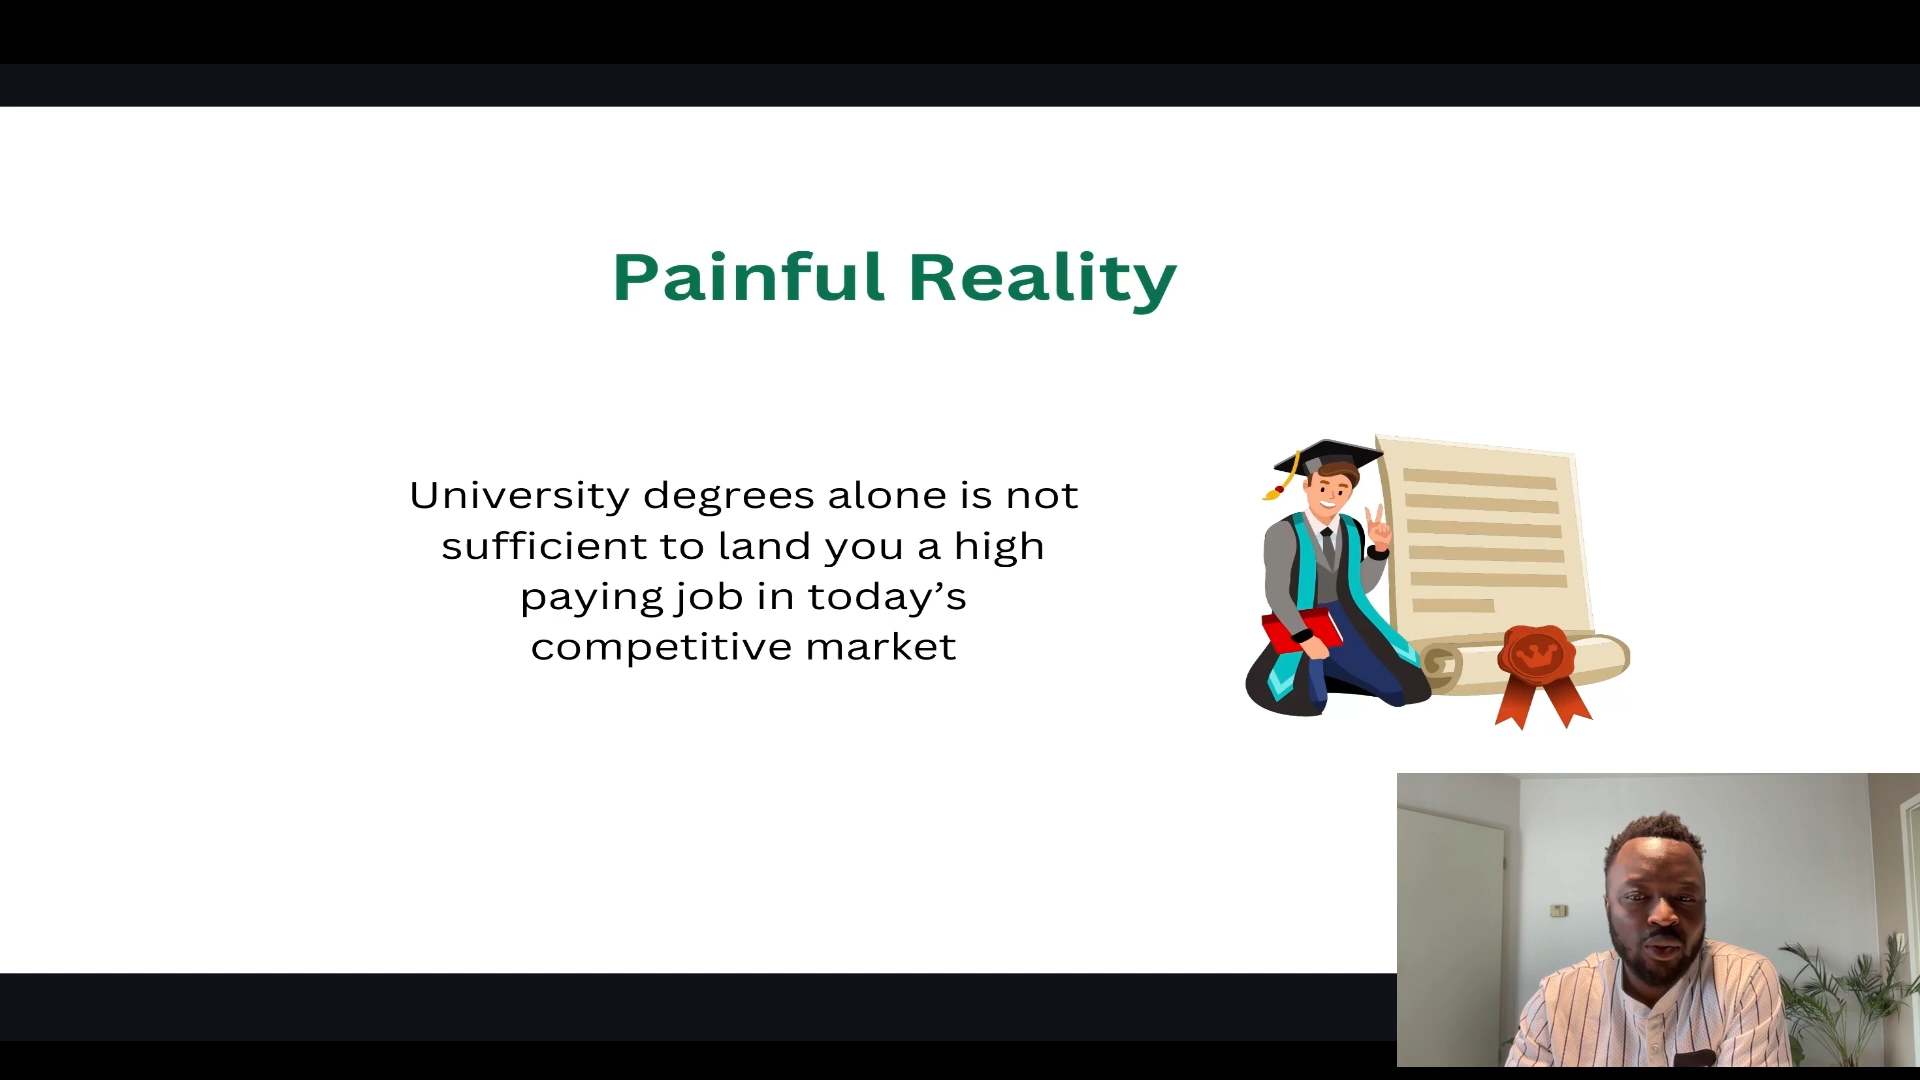 Painful Reality
University degrees alone is not
sufficient to land you a high
paying job in today’s
competitive market